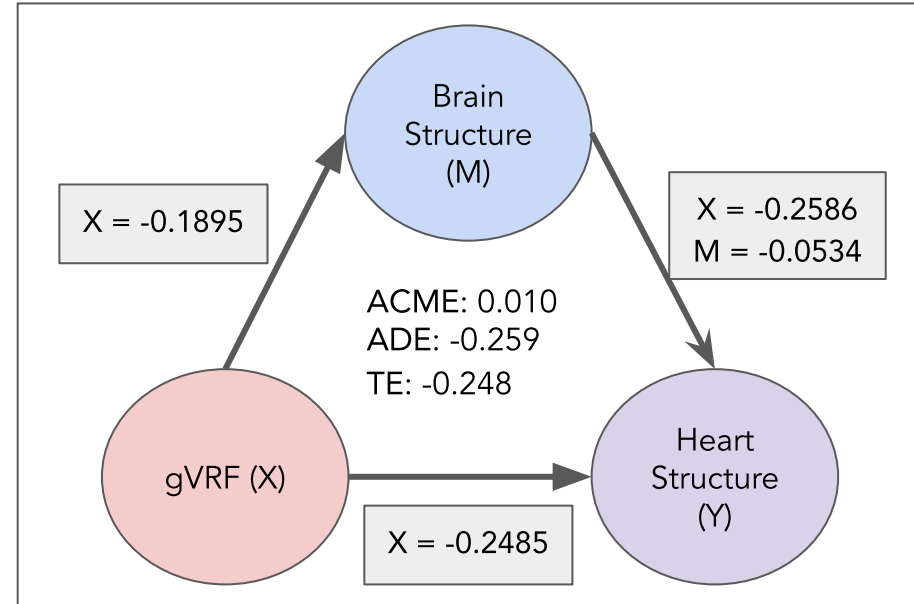 Brain
Structure
(M)
X = -0.1895
X = -0.2586
M = -0.0534
ACME: 0.010
ADE: -0.259
TE: -0.248
gVRF (X)
Heart
Structure
(Y)
X = -0.2485